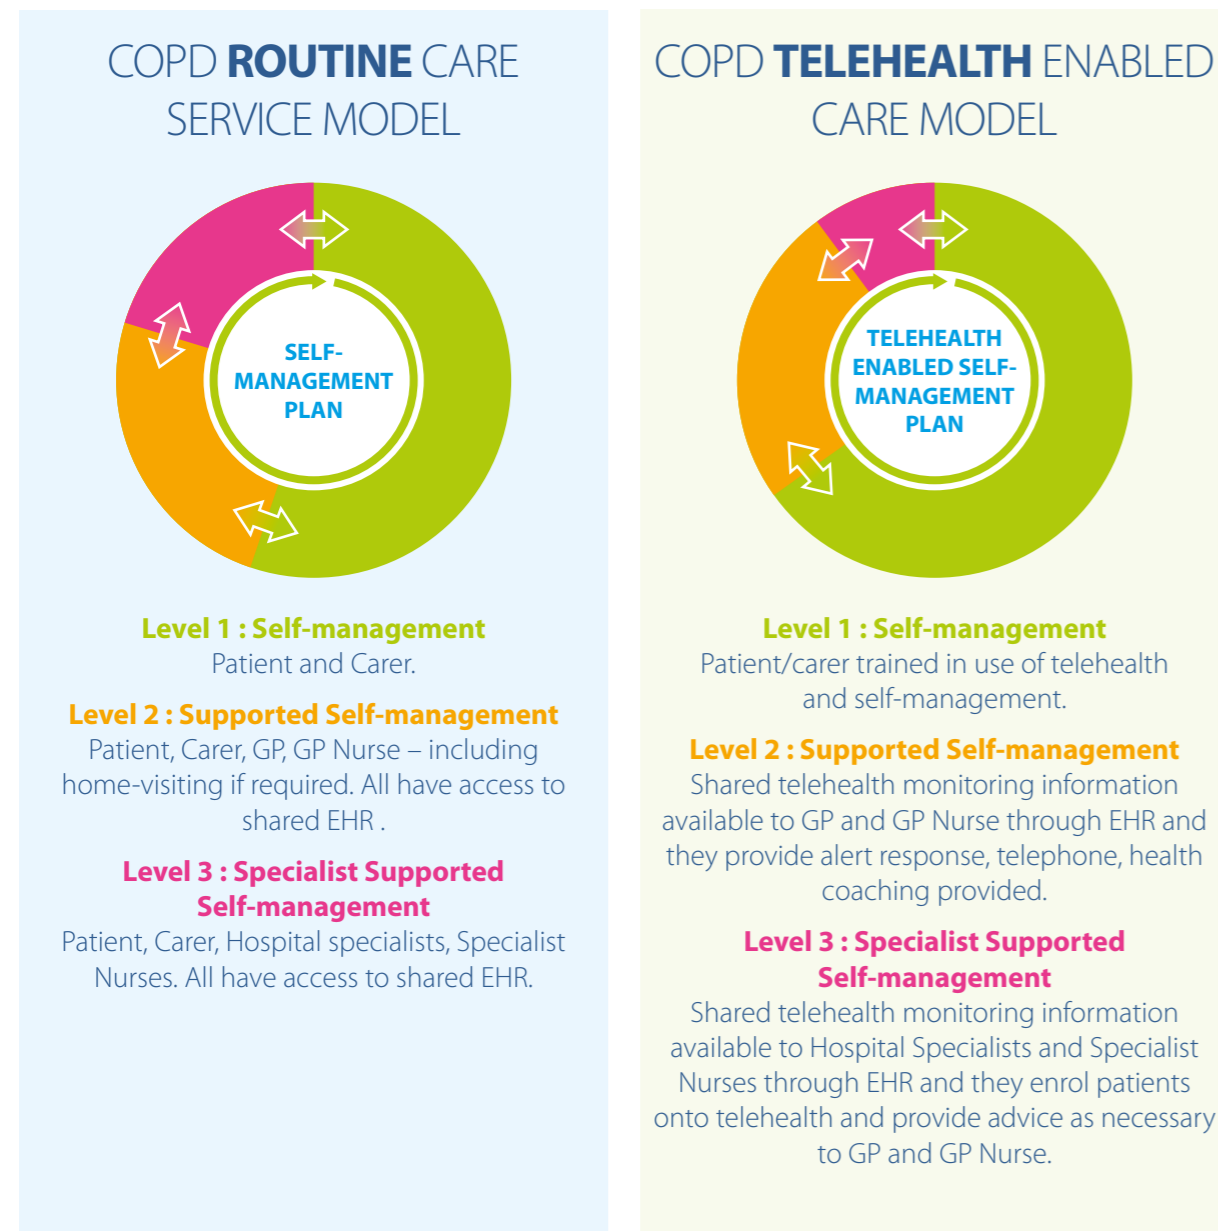 COPD ROUTINE CARE
SERVICE MODEL
SELF-
MANAGEMENT
PLAN
Level 1 : Self-management
Patient and Carer.
Level 2 : Supported Self-management
Patient, Carer, GP, GP Nurse – including
home-visiting if required. All have access to
shared EHR .
Level 3 : Specialist Supported
Self-management
Patient, Carer, Hospital specialists, Specialist
Nurses. All have access to shared EHR.
COPD TELEHEALTH ENABLED
CARE MODEL
TELEHEALTH
ENABLED SELF-
MANAGEMENT
PLAN
Level 1 : Self-management
Patient/carer trained in use of telehealth
and self-management.
Level 2 : Supported Self-management
Shared telehealth monitoring information
available to GP and GP Nurse through EHR and
they provide alert response, telephone, health
coaching provided.
Level 3 : Specialist Supported
Self-management
Shared telehealth monitoring information
available to Hospital Specialists and Specialist
Nurses through EHR and they enrol patients
onto telehealth and provide advice as necessary
to GP and GP Nurse.